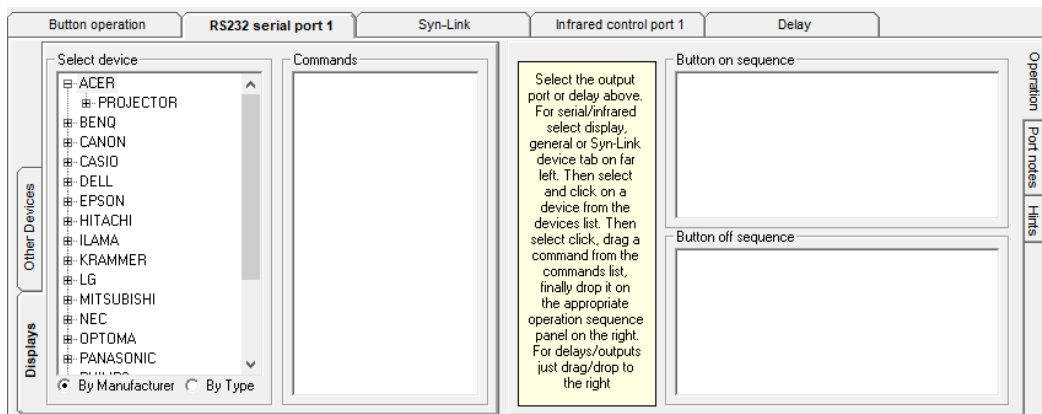 Button operation
RS232 serial port 1
Syn-Link
Infrared control port 1
Delay
Other Devices
Displays
Select device
ACER
PROJECTOR
BENQ
CANON
CASIO
DELL
EPSON
HITACHI
ILAMA
KRAMMER
LG
MITSUBISHI
NEC
OPTOMA
PANASONIC
By Manufacturer
By Type
Commands
Select the output
port or delay above.
For serial/infrared
select display,
general or Syn-Link
device tab on far
left. Then select
and click on a
device from the
devices list. Then
select click, drag a
command from the
commands list,
finally drop it on
the appropriate
operation sequence
panel on the right.
For delays/outputs
just drag/drop to
the right
Button on sequence
Button off sequence
Operation
Port notes
Hints